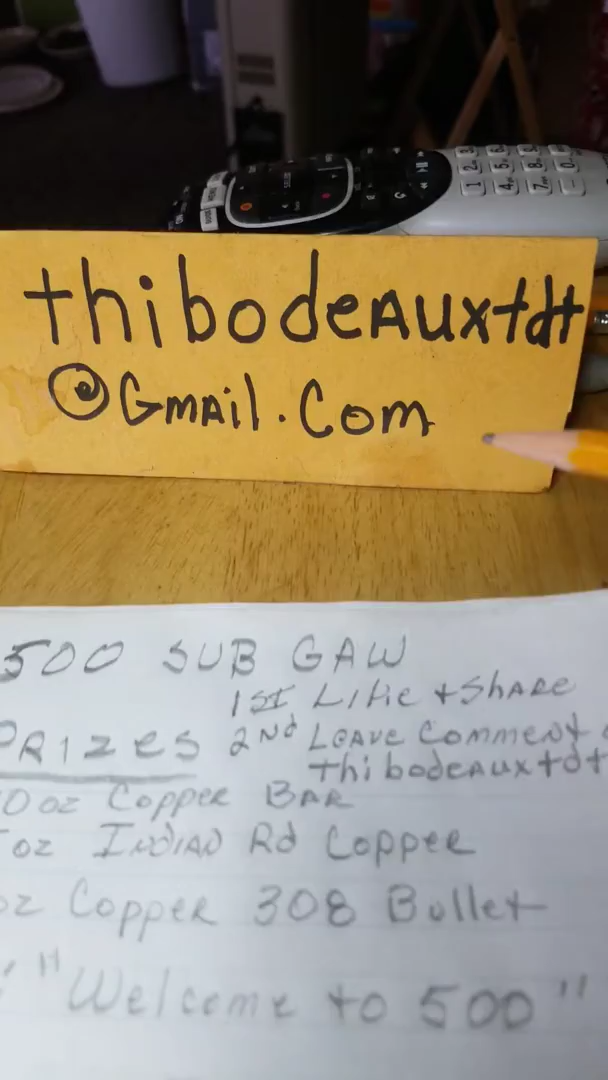 thibodeAuxtdt
@Gmail.Com
500 SUB GAW
1st Like + Share
PRIzes 2nd Leave Comment
thibodeAuxtdt
0 oz Copper BAR
oz Indian Rd Copper
oz Copper 308 Bullet
"Welcome to 500"